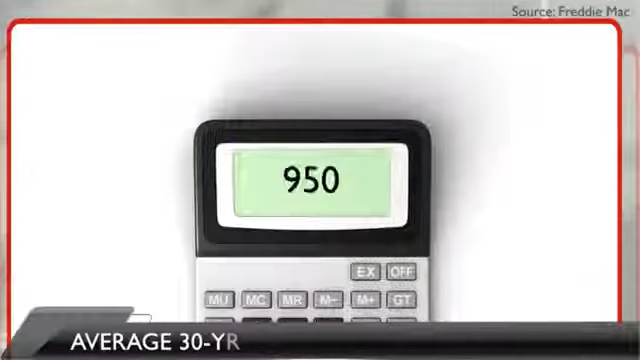 Source: Freddie Mac
950
EX OFF
MU MC MR M− M+ GT
AVERAGE 30-YR